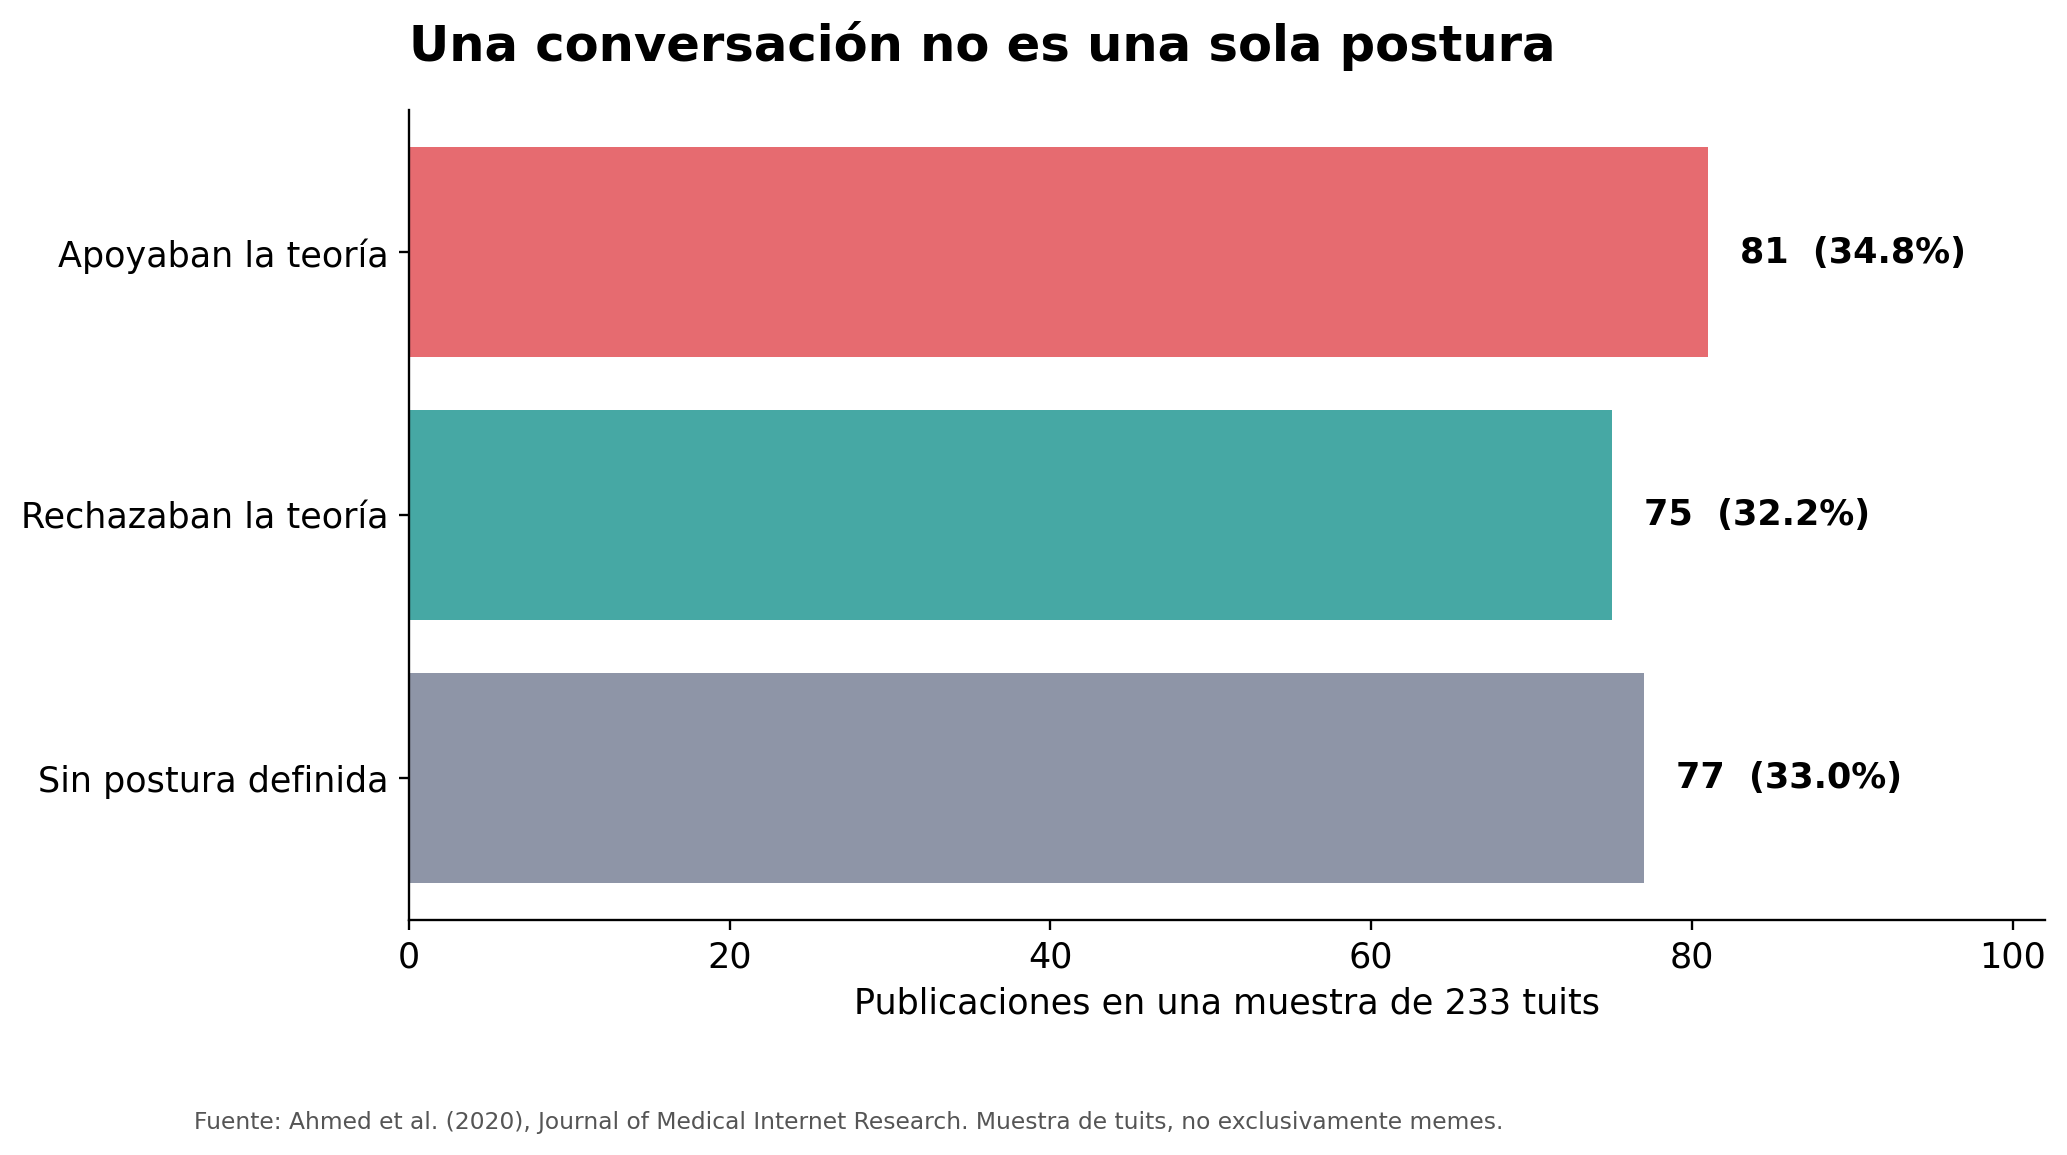 Una conversación no es una sola postura
Apoyaban la teoría
81 (34.8%)
Rechazaban la teoría
75 (32.2%)
Sin postura definida
77 (33.0%)
0 20 40 60 80 100
Publicaciones en una muestra de 233 tuits
Fuente: Ahmed et al. (2020), Journal of Medical Internet Research. Muestra de tuits, no exclusivamente memes.